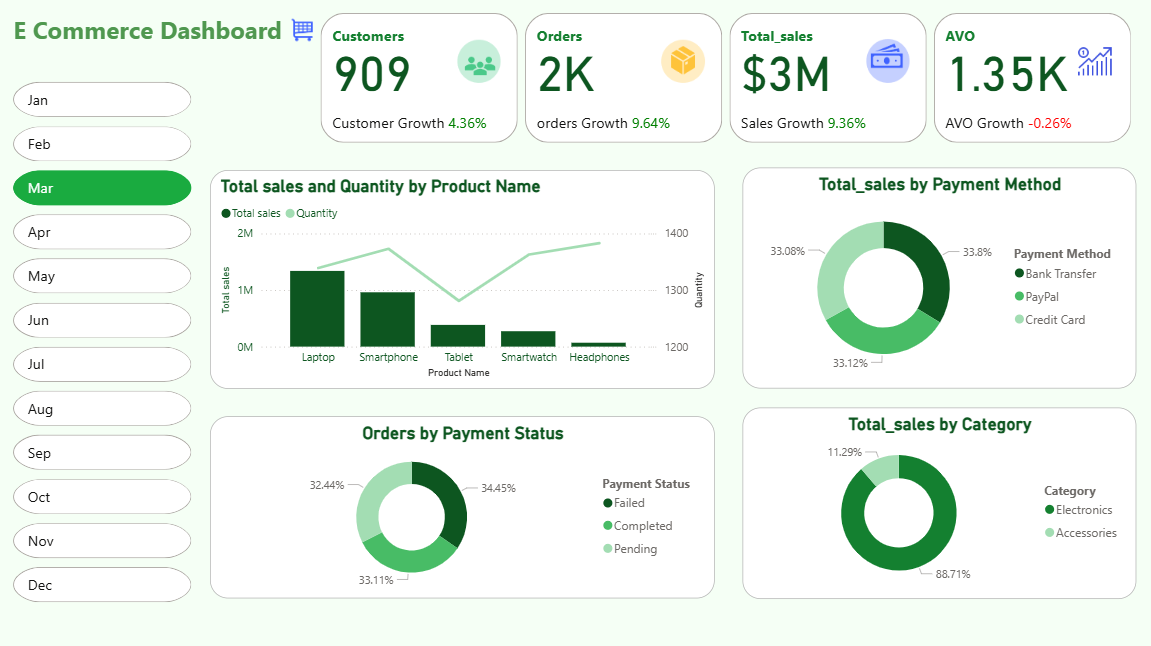 E Commerce Dashboard
Jan
Feb
Mar
Apr
May
Jun
Jul
Aug
Sep
Oct
Nov
Dec
Customers
909
Customer Growth 4.36%
Orders
2K
orders Growth 9.64%
Total_sales
$3M
Sales Growth 9.36%
AVO
1.35K
AVO Growth -0.26%
Total sales and Quantity by Product Name
Total sales Quantity
2M
1M
0M
Total sales
1400
1300
1200
Quantity
Laptop Smartphone Tablet Smartwatch Headphones
Product Name
Total_sales by Payment Method
33.08%
33.8%
33.12%
Payment Method
Bank Transfer
PayPal
Credit Card
Orders by Payment Status
32.44%
34.45%
33.11%
Payment Status
Failed
Completed
Pending
Total_sales by Category
11.29%
88.71%
Category
Electronics
Accessories